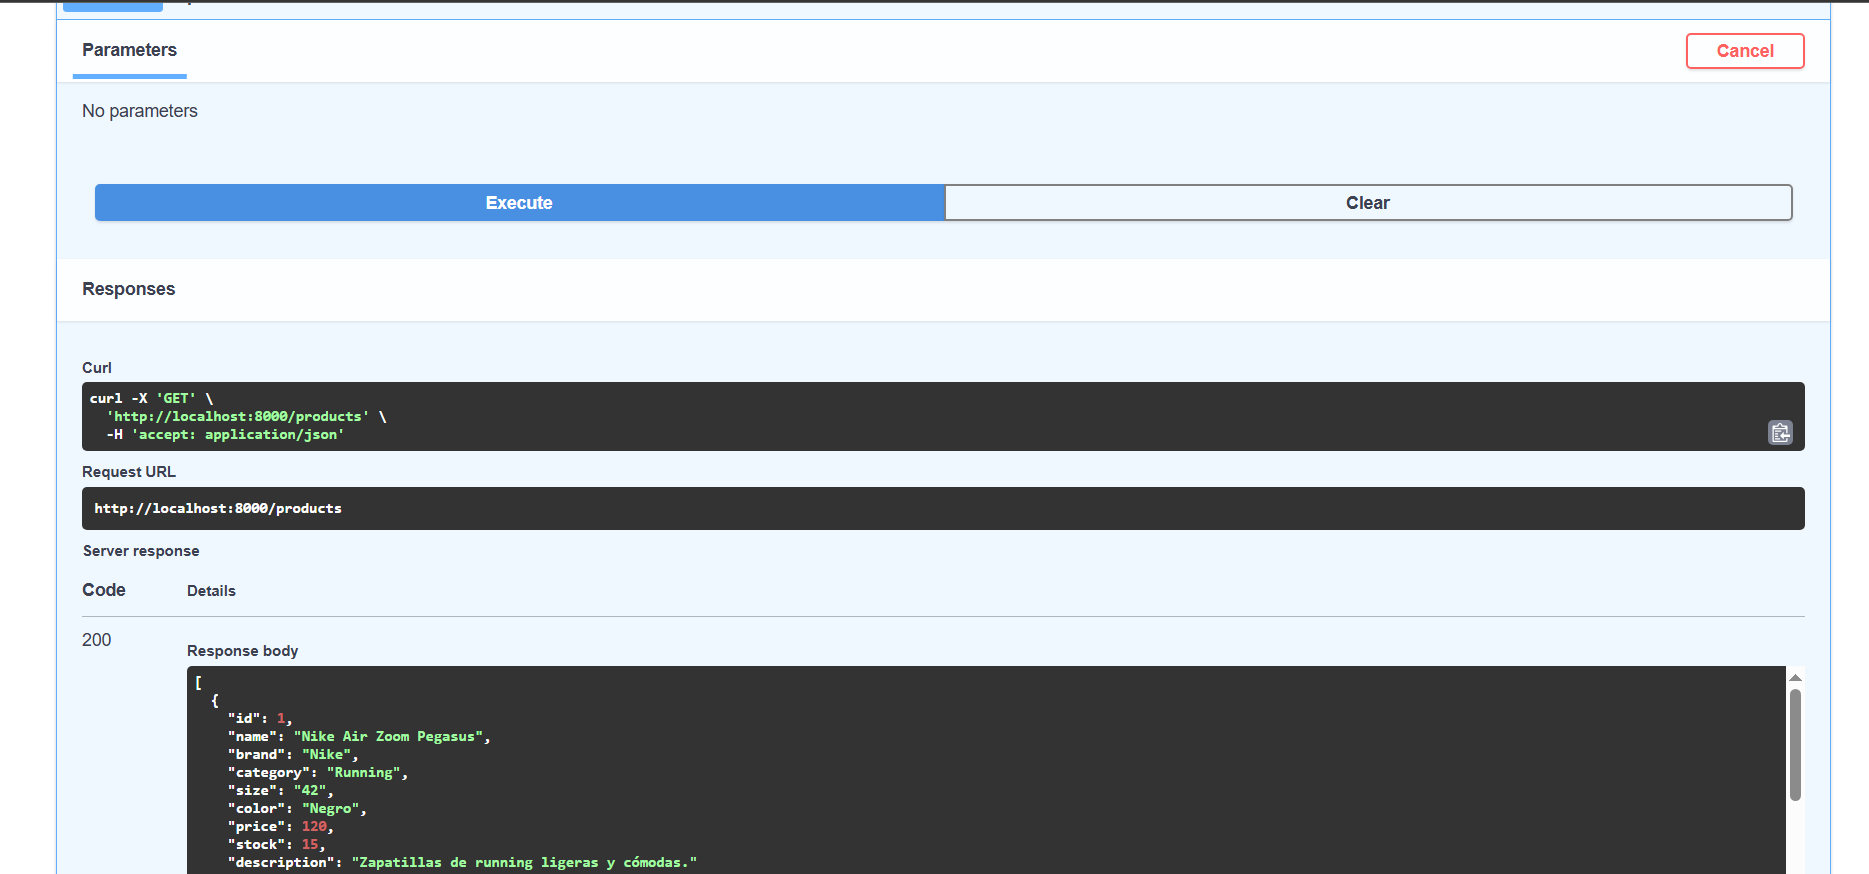 Parameters
Cancel
No parameters
Execute
Clear
Responses
Curl
curl -X 'GET' \
  'http://localhost:8000/products' \
  -H 'accept: application/json'
Request URL
http://localhost:8000/products
Server response
Code
Details
200
Response body
[
  {
    "id": 1,
    "name": "Nike Air Zoom Pegasus",
    "brand": "Nike",
    "category": "Running",
    "size": "42",
    "color": "Negro",
    "price": 120,
    "stock": 15,
    "description": "Zapatillas de running ligeras y cómodas."